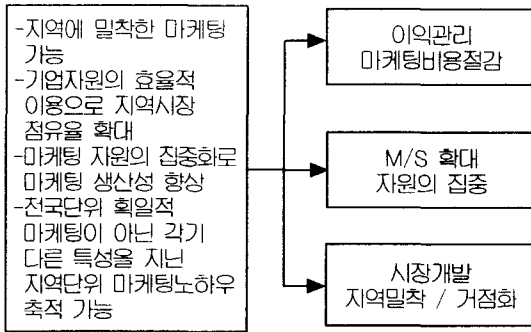 -지역에 밀착한 마케팅
가능
-기업자원의 효율적
이용으로 지역시장
점유율 확대
-마케팅 자원의 집중화로
마케팅 생산성 향상
-전국단위 획일적
마케팅이 아닌 각기
다른 특성을 지닌
지역단위 마케팅노하우
축적 가능
이익관리
마케팅비용절감
M/S 확대
자원의 집중
시장개발
지역밀착 / 거점화